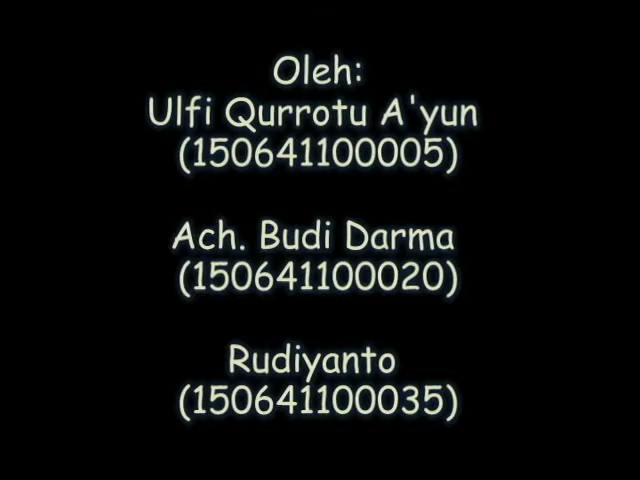 Oleh:
Ulfi Qurrotu A'yun
(150641100005)
Ach. Budi Darma
(150641100020)
Rudiyanto
(150641100035)